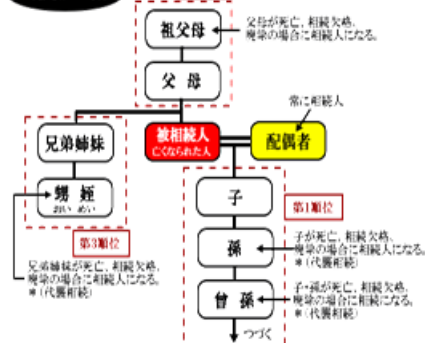 祖父母
父母が死亡、相続欠格、
廃除の場合に相続人になる。
父 母
常に相続人
兄弟姉妹
被相続人
亡くなられた人
配偶者
甥 姪
おい めい
子
第1順位
第3順位
孫
子が死亡、相続欠格、
廃除の場合に相続人になる。
*(代襲相続)
兄弟姉妹が死亡、相続欠格、
廃除の場合に相続人になる。
*(代襲相続)
曾 孫
子・孫が死亡、相続欠格、
廃除の場合に相続になる。
*(代襲相続)
つづく